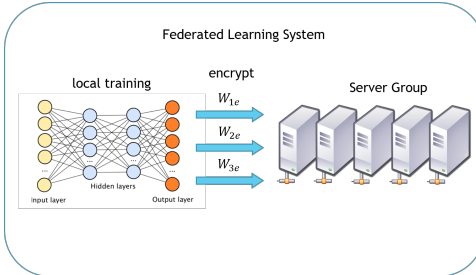 Federated Learning System
local training
encrypt
Server Group
W1e
W2e
W3e
...
...
...
...
Hidden layers
Input layer
Output layer